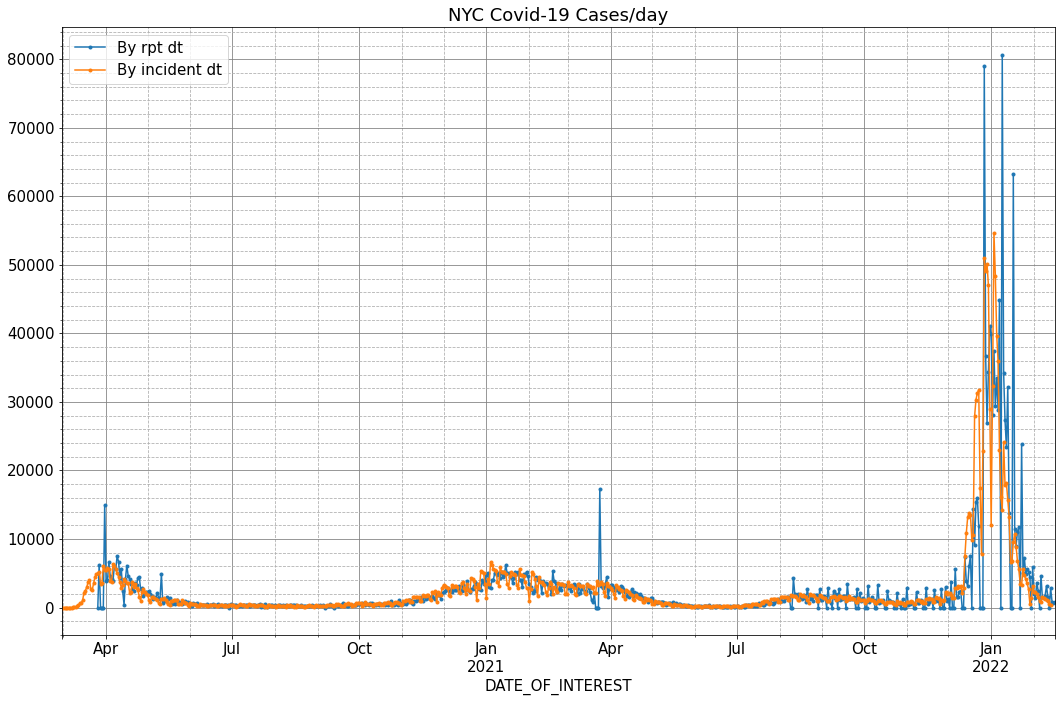 NYC Covid-19 Cases/day
By rpt dt
By incident dt
80000
70000
60000
50000
40000
30000
20000
10000
0
Apr Jul Oct Jan Apr Jul Oct Jan
2021 2022
DATE_OF_INTEREST